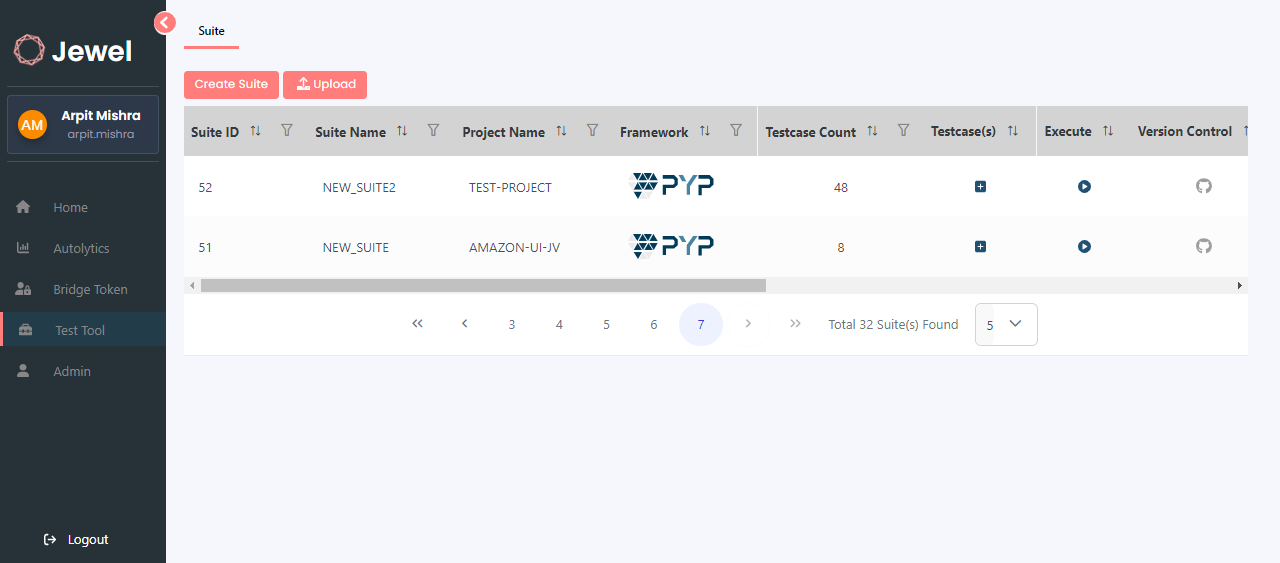 Jewel
AM
Arpit Mishra
arpit.mishra
Home
Autolytics
Bridge Token
Test Tool
Admin
Logout
Suite
Create Suite Upload
Suite ID Suite Name Project Name Framework Testcase Count Testcase(s) Execute Version Control
52 NEW_SUITE2 TEST-PROJECT PYP 48
51 NEW_SUITE AMAZON-UI-JV PYP 8
3 4 5 6 7 Total 32 Suite(s) Found 5